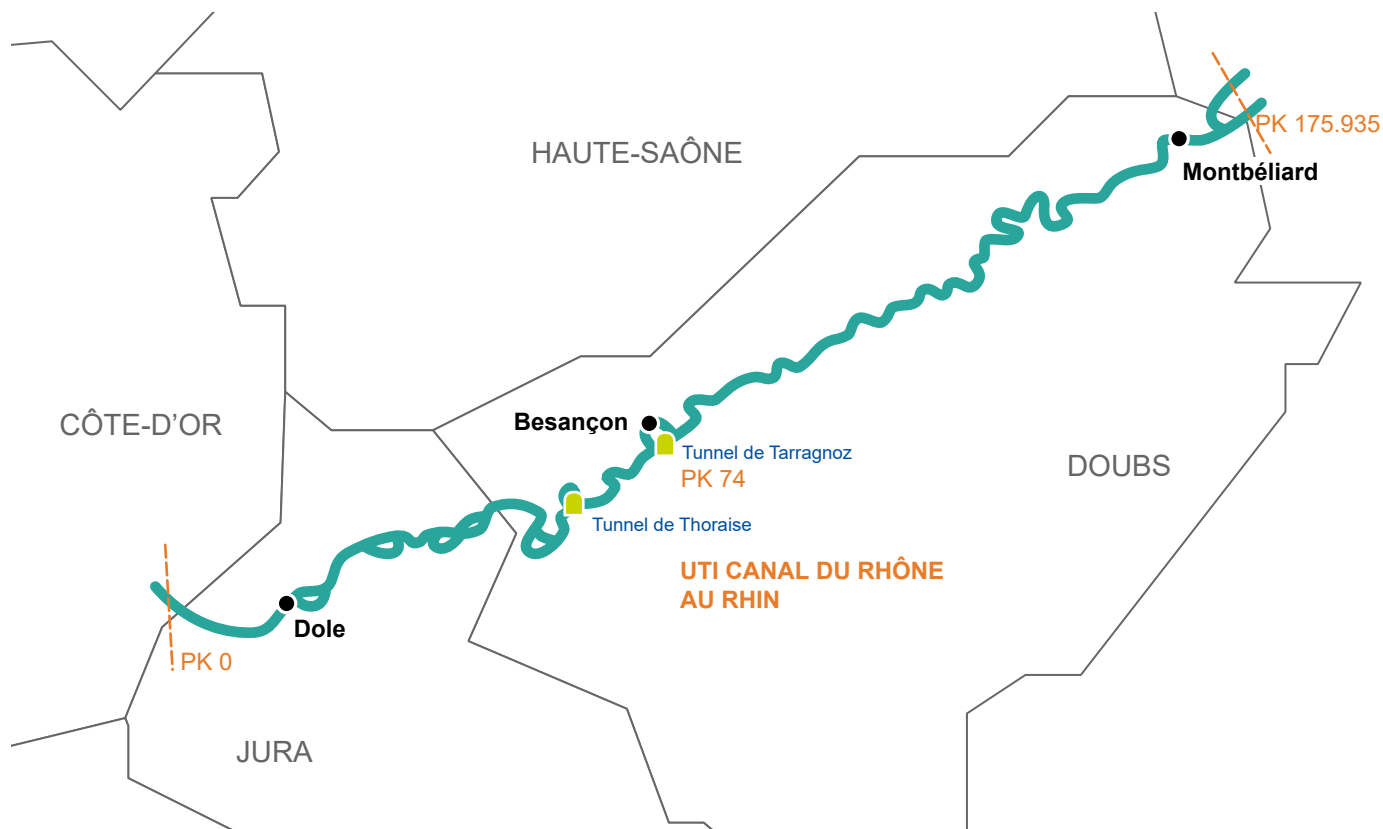 HAUTE-SAÔNE
PK 175.935
Montbéliard
CÔTE-D'OR
Besançon
Tunnel de Tarragnoz
PK 74
DOUBS
Tunnel de Thoraise
UTI CANAL DU RHÔNE
AU RHIN
Dole
PK 0
JURA